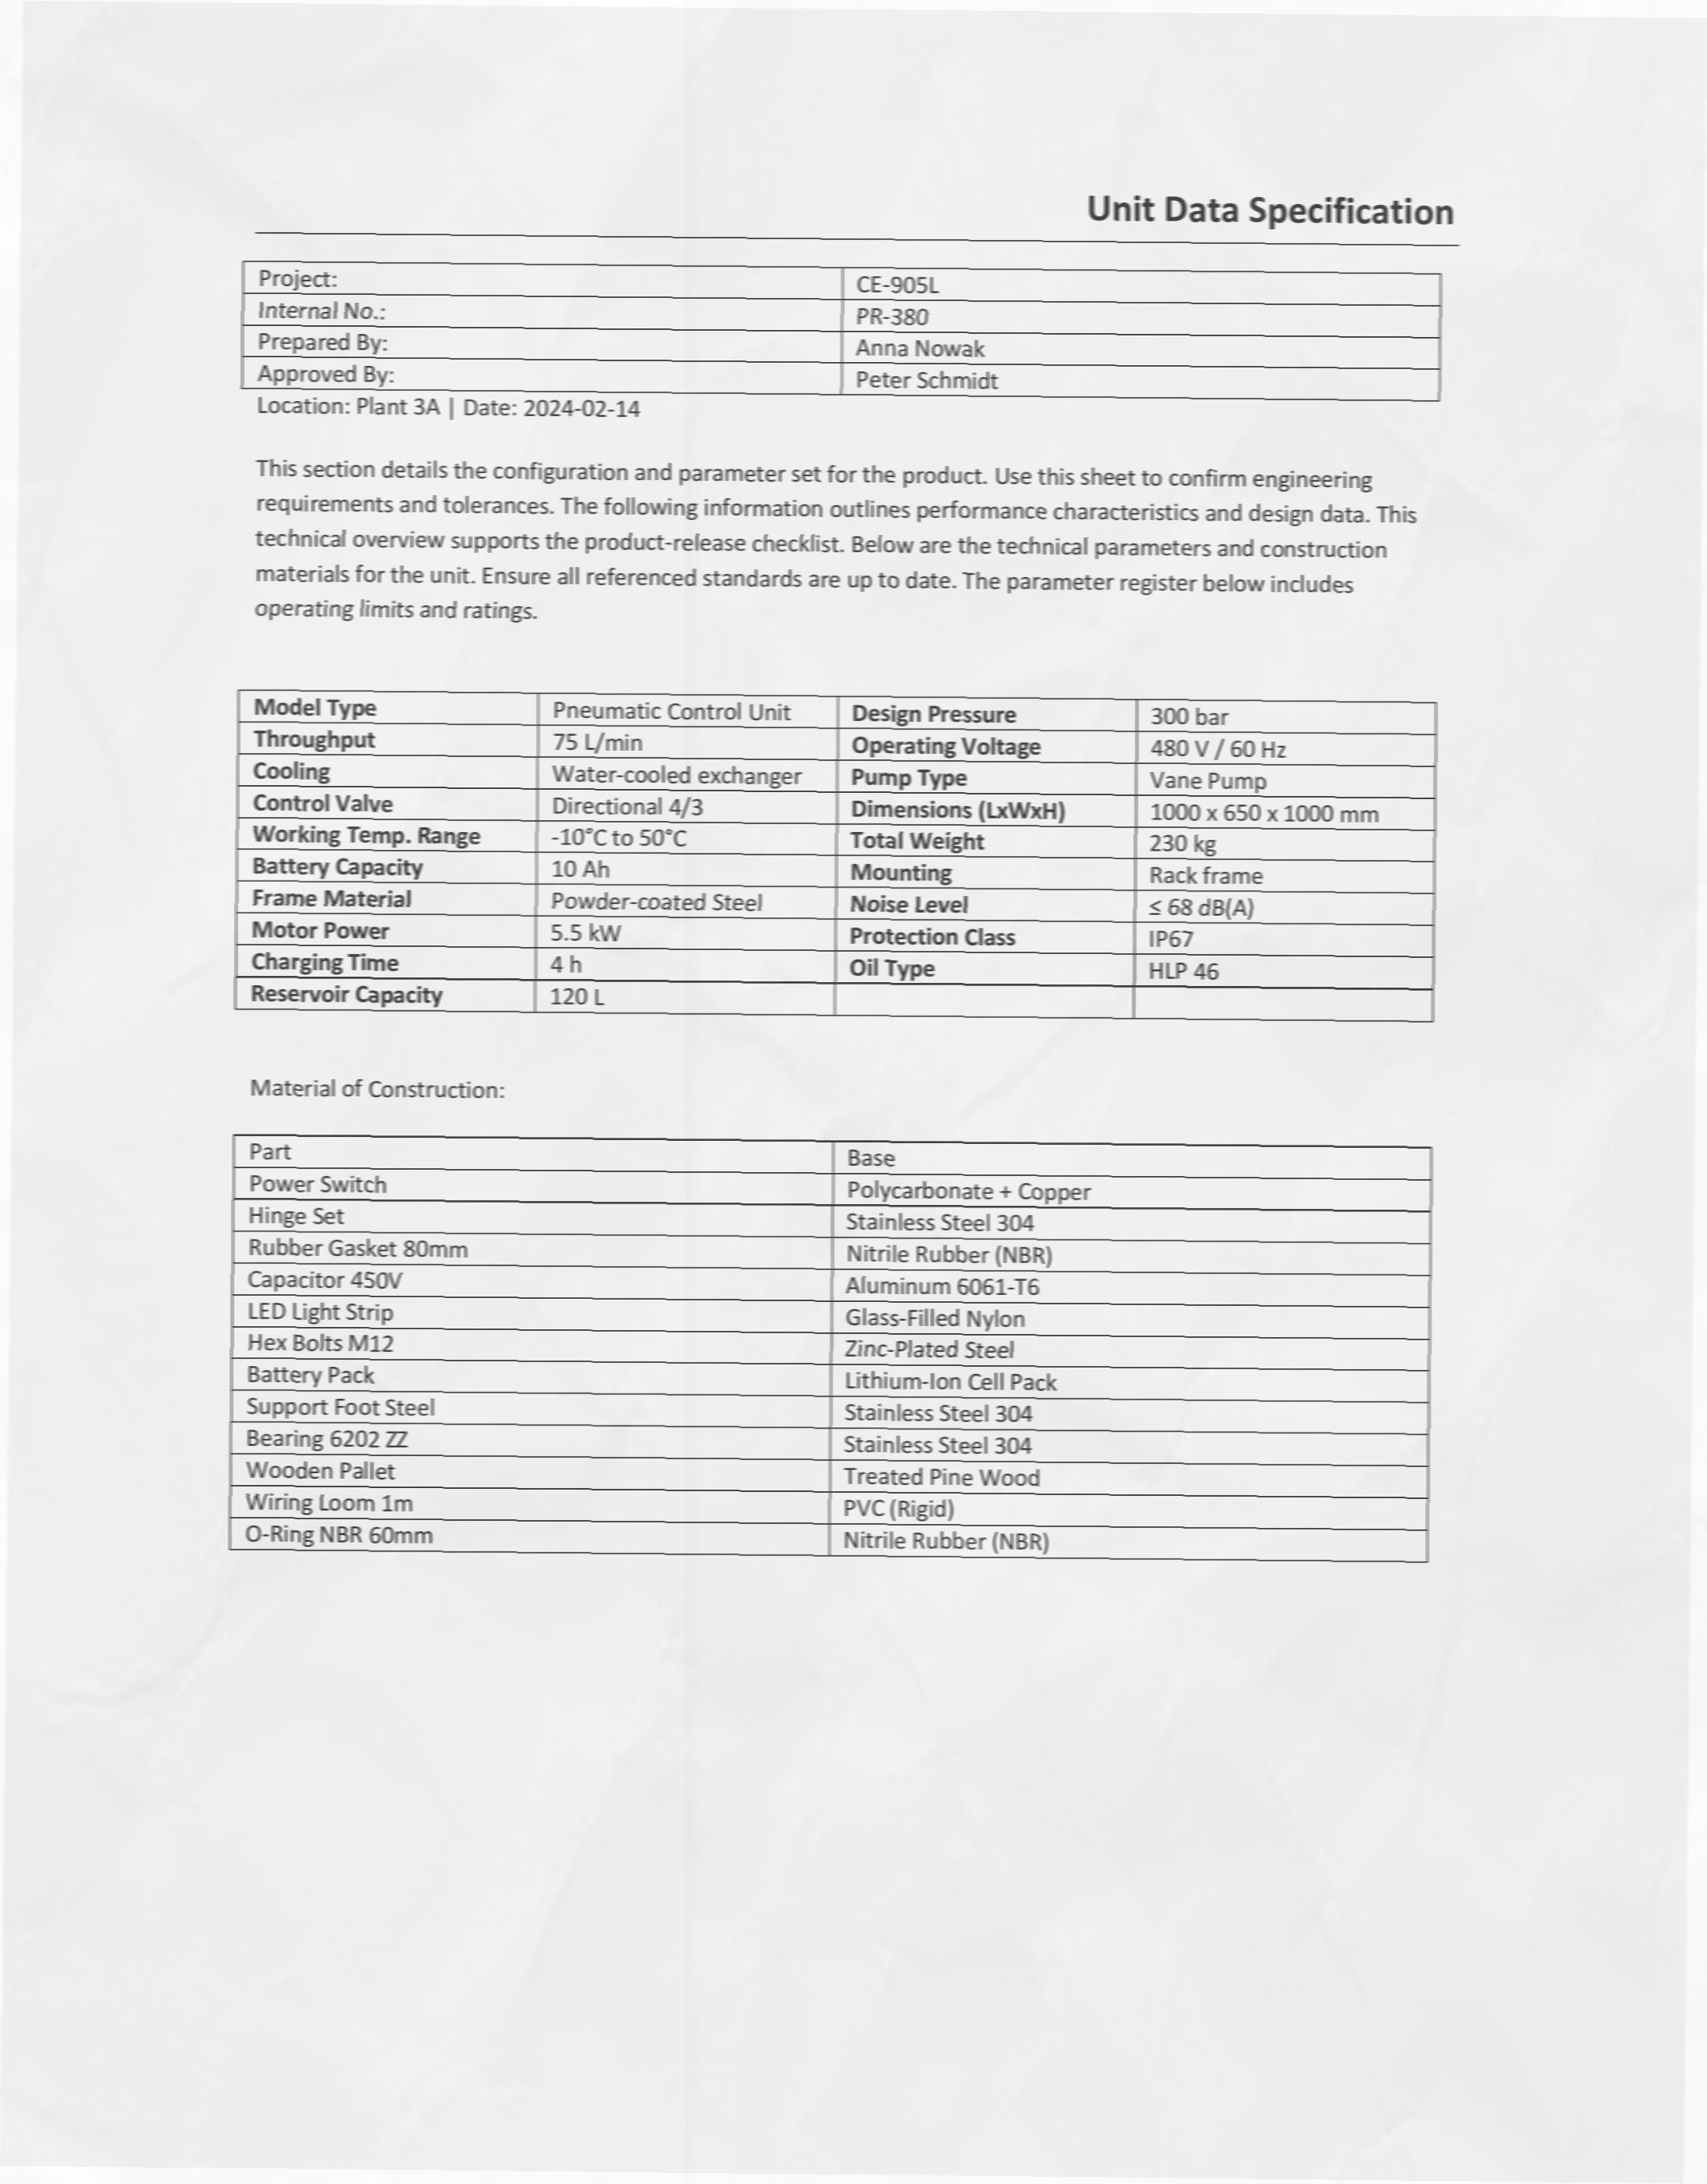 Unit Data Specification
Project: CE-905L
Internal No.: PR-380
Prepared By: Anna Nowak
Approved By: Peter Schmidt
Location: Plant 3A | Date: 2024-02-14
This section details the configuration and parameter set for the product. Use this sheet to confirm engineering
requirements and tolerances. The following information outlines performance characteristics and design data. This
technical overview supports the product-release checklist. Below are the technical parameters and construction
materials for the unit. Ensure all referenced standards are up to date. The parameter register below includes
operating limits and ratings.
Model Type Pneumatic Control Unit Design Pressure 300 bar
Throughput 75 L/min Operating Voltage 480 V / 60 Hz
Cooling Water-cooled exchanger Pump Type Vane Pump
Control Valve Directional 4/3 Dimensions (LxWxH) 1000 x 650 x 1000 mm
Working Temp. Range -10°C to 50°C Total Weight 230 kg
Battery Capacity 10 Ah Mounting Rack frame
Frame Material Powder-coated Steel Noise Level ≤ 68 dB(A)
Motor Power 5.5 kW Protection Class IP67
Charging Time 4 h Oil Type HLP 46
Reservoir Capacity 120 L
Material of Construction:
Part Base
Power Switch Polycarbonate + Copper
Hinge Set Stainless Steel 304
Rubber Gasket 80mm Nitrile Rubber (NBR)
Capacitor 450V Aluminum 6061-T6
LED Light Strip Glass-Filled Nylon
Hex Bolts M12 Zinc-Plated Steel
Battery Pack Lithium-Ion Cell Pack
Support Foot Steel Stainless Steel 304
Bearing 6202 ZZ Stainless Steel 304
Wooden Pallet Treated Pine Wood
Wiring Loom 1m PVC (Rigid)
O-Ring NBR 60mm Nitrile Rubber (NBR)